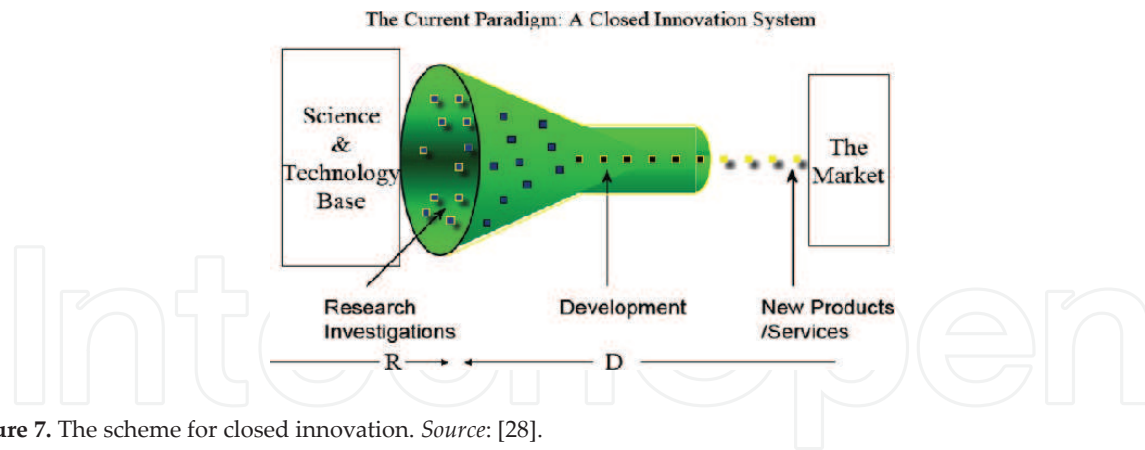 The Current Paradigm: A Closed Innovation System
Science
&
Technology
Base
The
Market
Research
Investigations
Development
New Products
/Services
R
D
IntechOpen
ure 7. The scheme for closed innovation. Source: [28].